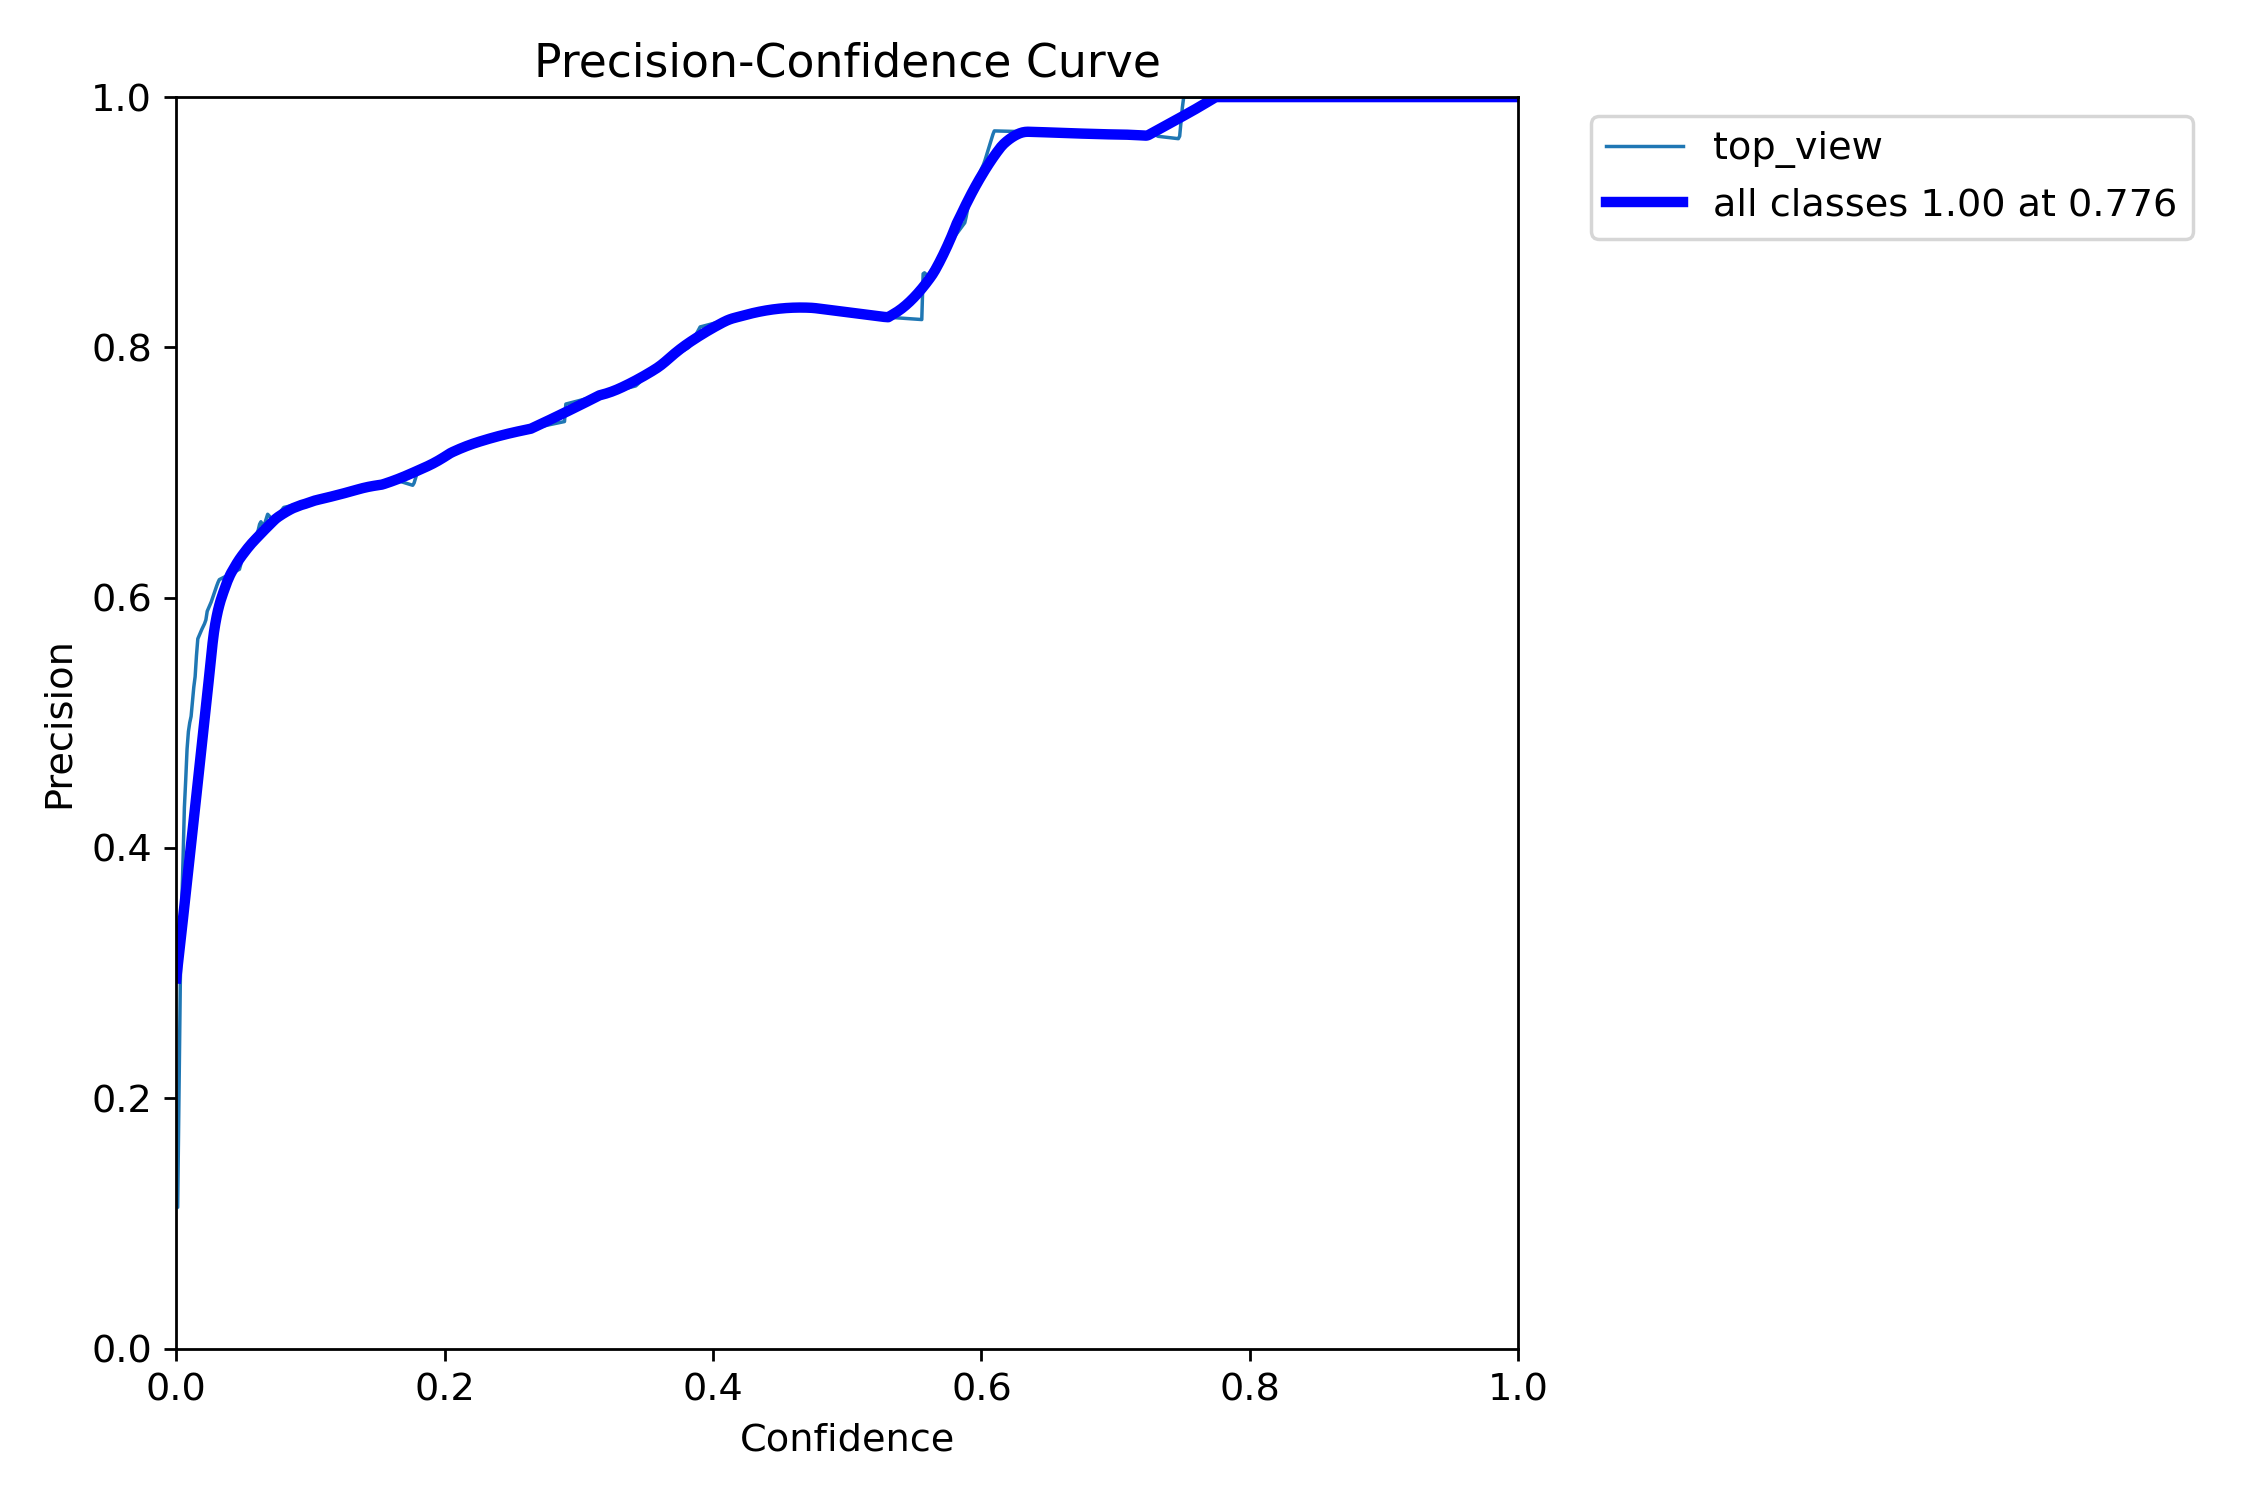 Precision-Confidence Curve
1.0
0.8
0.6
0.4
0.2
0.0
Precision
0.0 0.2 0.4 0.6 0.8 1.0
Confidence
top_view
all classes 1.00 at 0.776